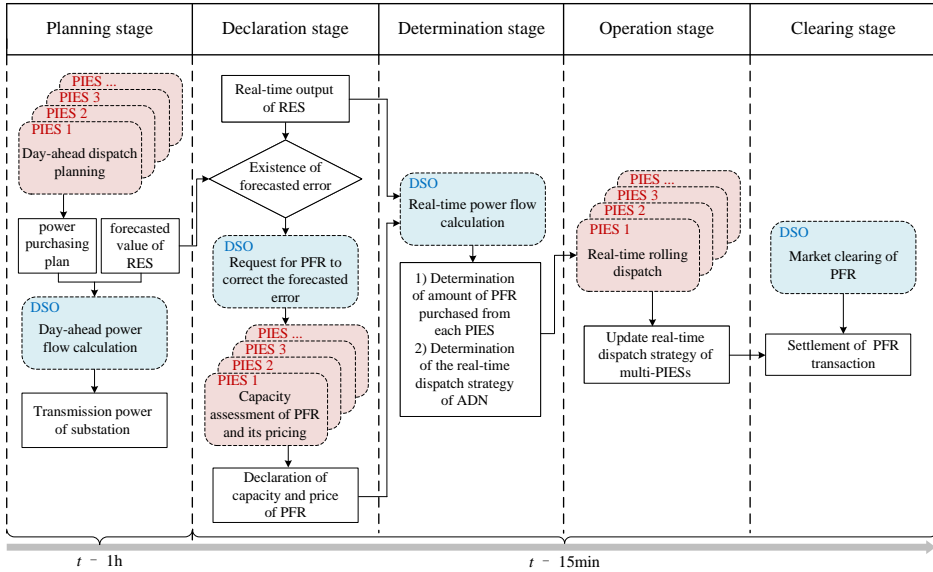 Planning stage
Declaration stage
Determination stage
Operation stage
Clearing stage
PIES ...
PIES 3
PIES 2
PIES 1
Day-ahead dispatch
planning
power
purchasing
plan
forecasted
value of
RES
DSO
Day-ahead power
flow calculation
Transmission power
of substation
Real-time output
of RES
Existence of
forecasted error
DSO
Request for PFR to
correct the forecasted
error
PIES ...
PIES 3
PIES 2
PIES 1
Capacity
assessment of PFR
and its pricing
Declaration of
capacity and price of
PFR
DSO
Real-time power flow
calculation
1) Determination
of amount of PFR
purchased from
each PIES
2) Determination
of the real-time
dispatch strategy
of ADN
PIES ...
PIES 3
PIES 2
PIES 1
Real-time rolling
dispatch
Update real-time
dispatch strategy of
multi-PIESs
DSO
Market clearing of
PFR
Settlement of PFR
transaction
t - 1h
t - 15min